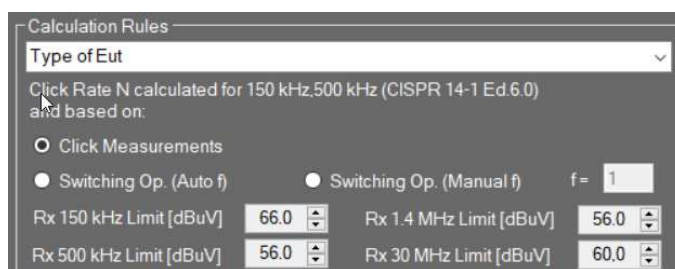 Calculation Rules
Type of Eut
Click Rate N calculated for 150 kHz,500 kHz (CISPR 14-1 Ed.6.0)
and based on:
Click Measurements
Switching Op. (Auto f) Switching Op. (Manual f) f = 1
Rx 150 kHz Limit [dBuV] 66.0 Rx 1.4 MHz Limit [dBuV] 56.0
Rx 500 kHz Limit [dBuV] 56.0 Rx 30 MHz Limit [dBuV] 60.0